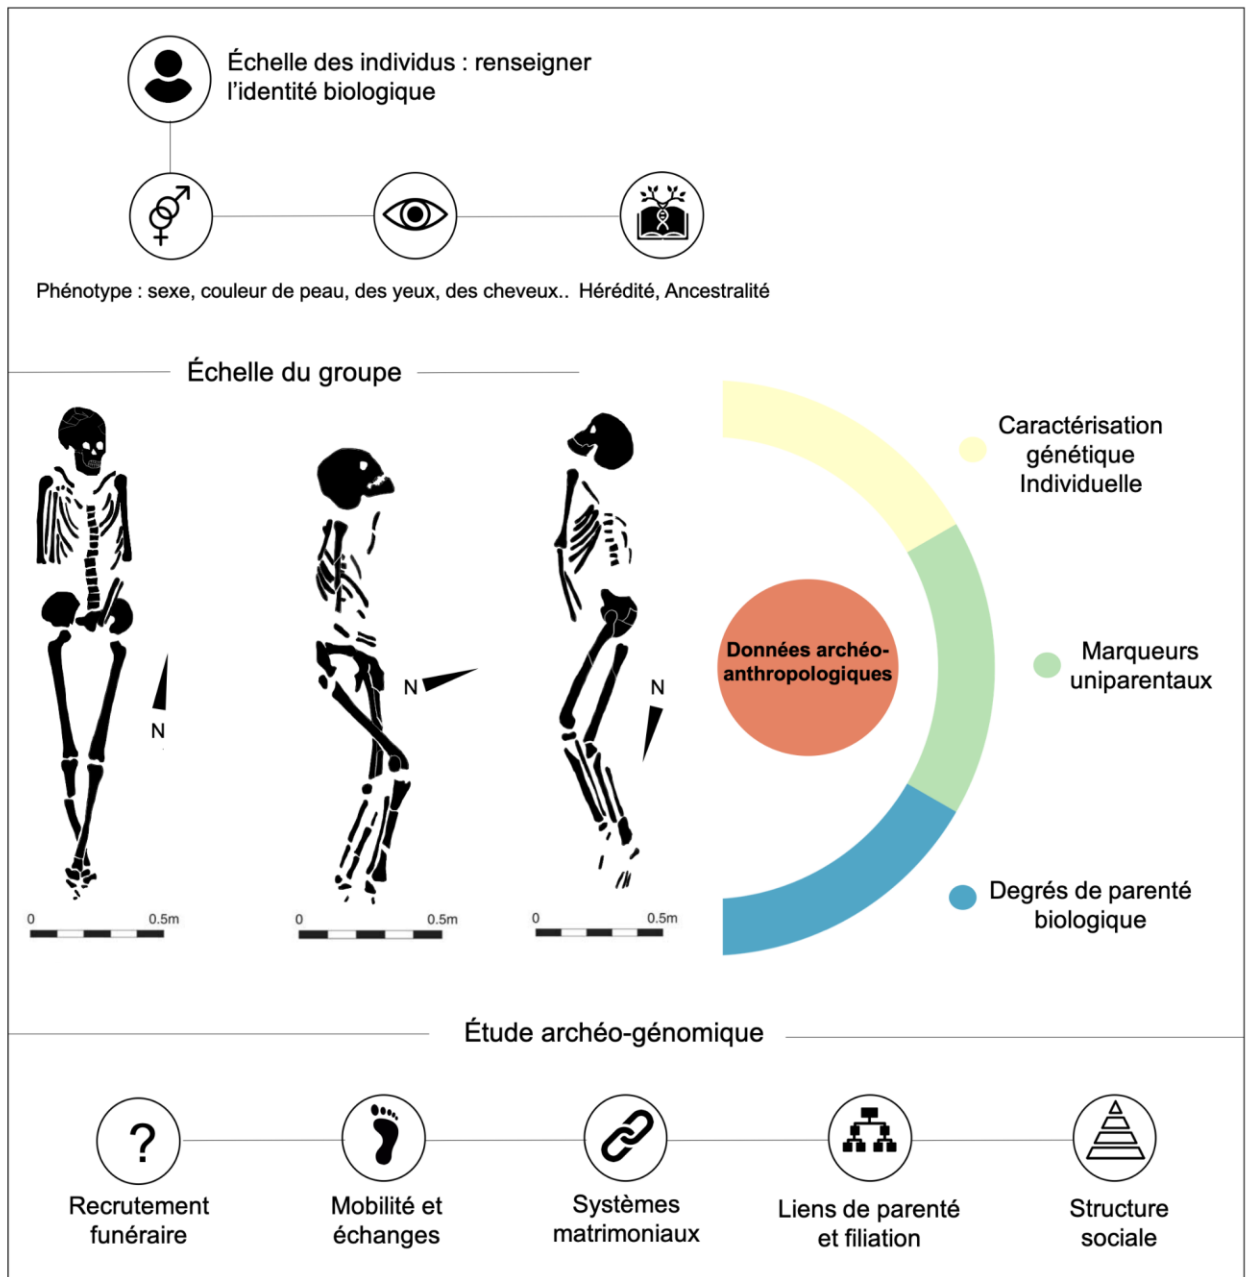 Échelle des individus : renseigner
l'identité biologique
Phénotype : sexe, couleur de peau, des yeux, des cheveux.. Hérédité, Ancestralité
Échelle du groupe
Caractérisation
génétique
Individuelle
Données archéo-
anthropologiques
Marqueurs
uniparentaux
N
N
N
Degrés de parenté
biologique
0 0.5m
0 0.5m
0 0.5m
Étude archéo-génomique
?
Recrutement
funéraire
Mobilité et
échanges
Systèmes
matrimoniaux
Liens de parenté
et filiation
Structure
sociale